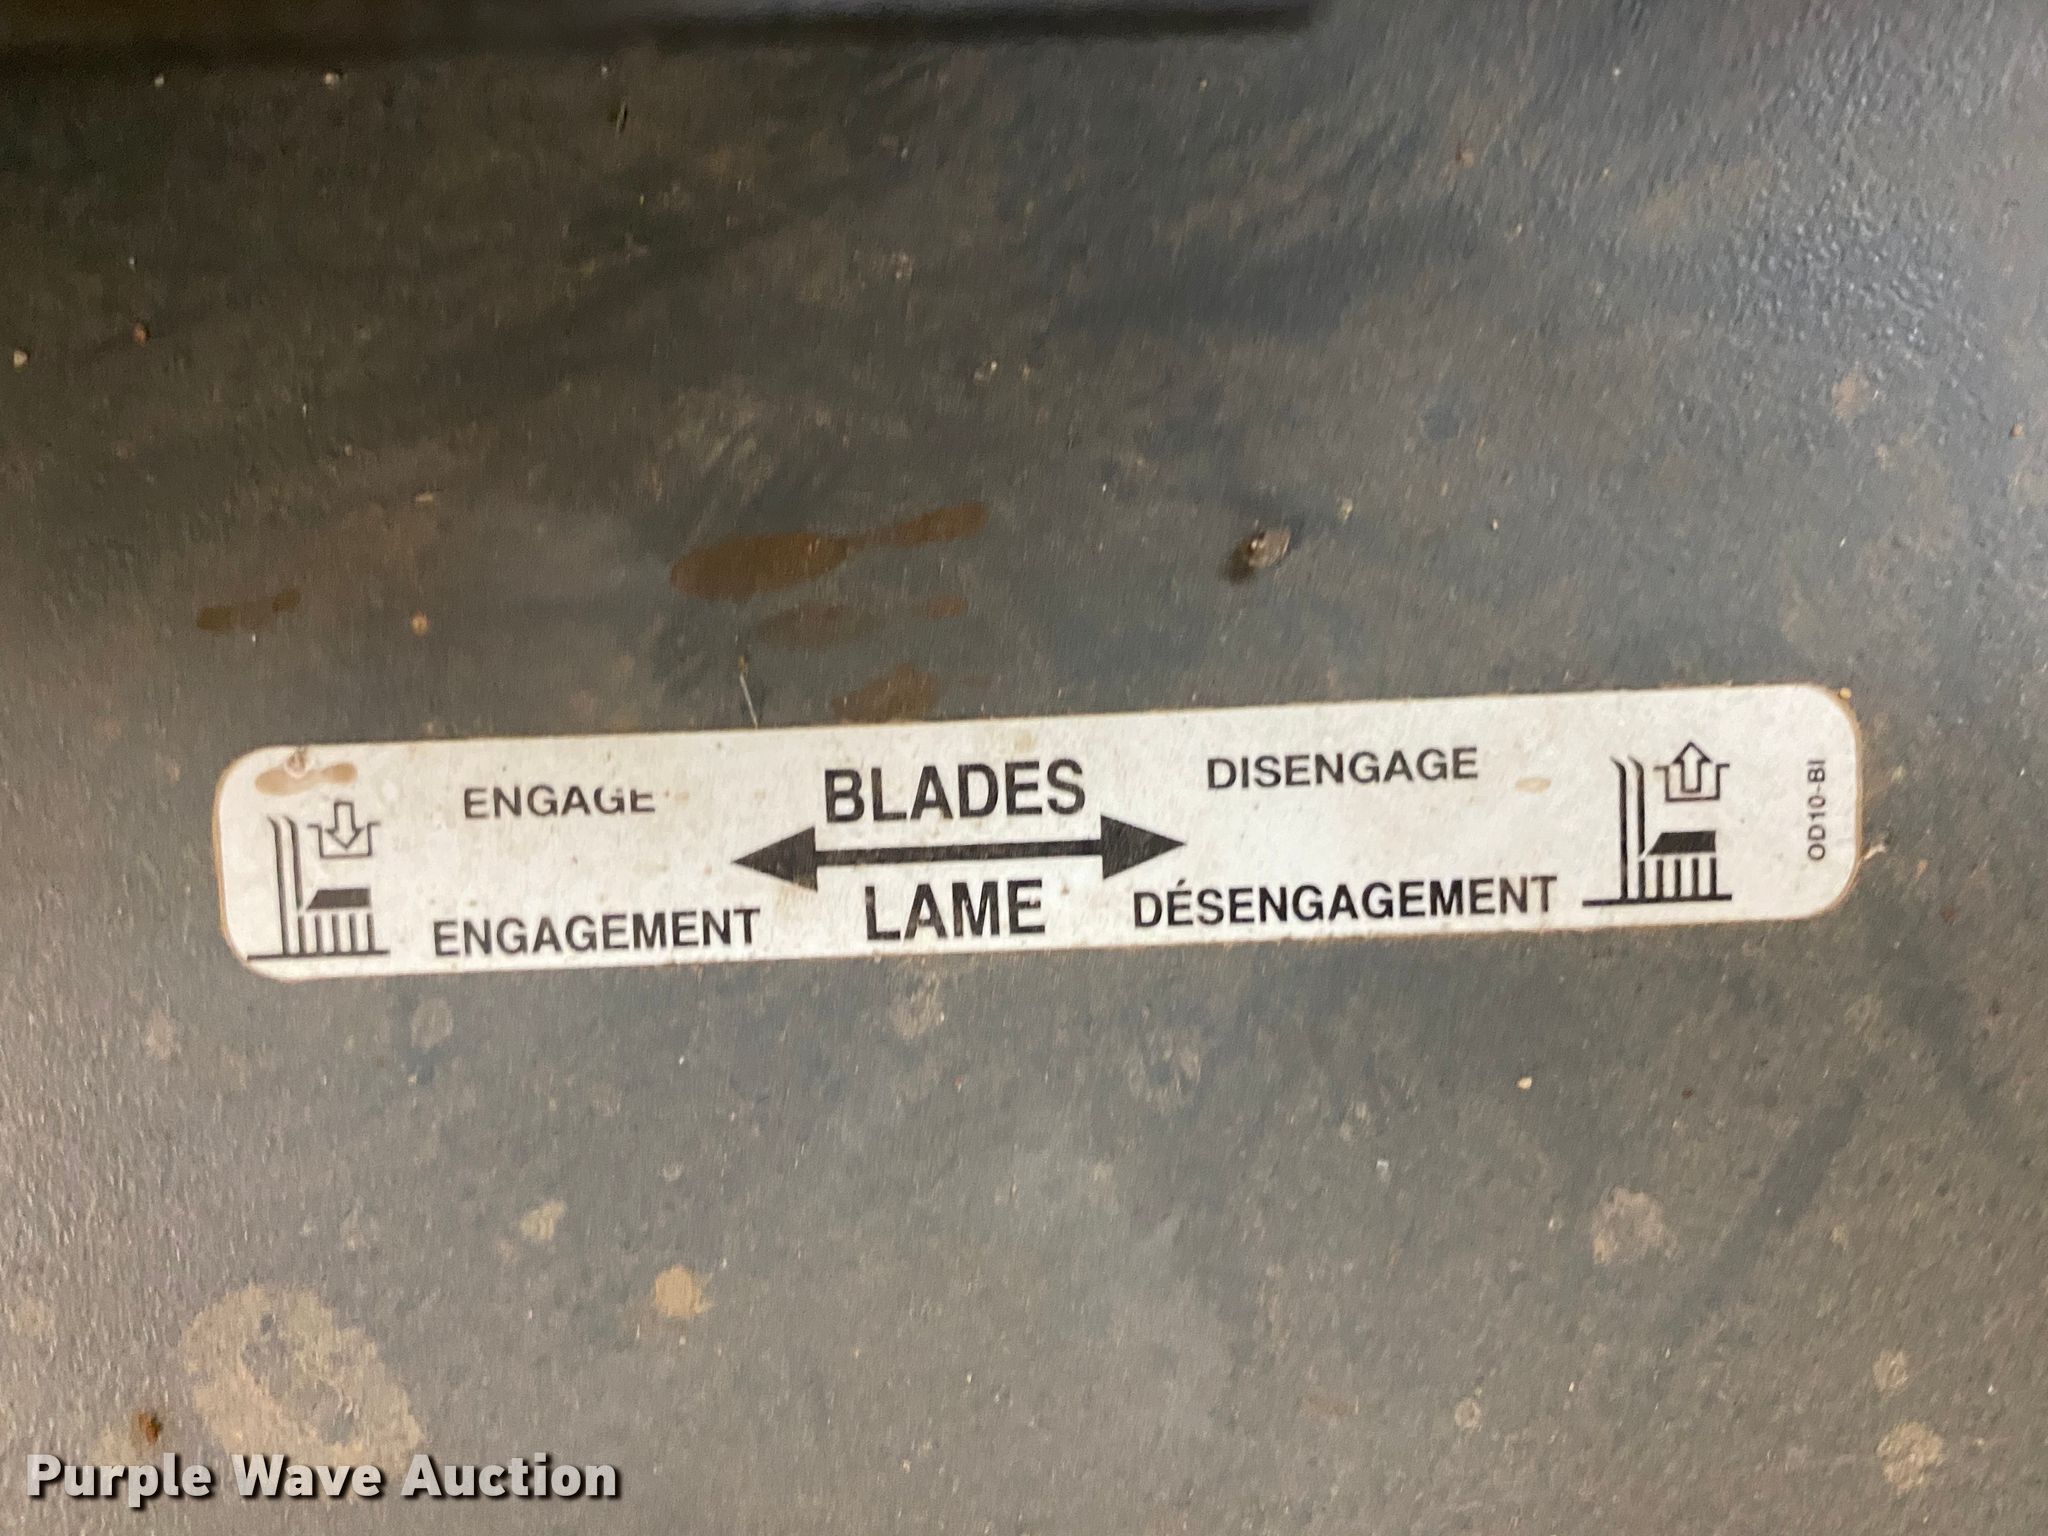 ENGAGE
BLADES
DISENGAGE
ENGAGEMENT
LAME
DÉSENGAGEMENT
OD10-BI
Purple Wave Auction